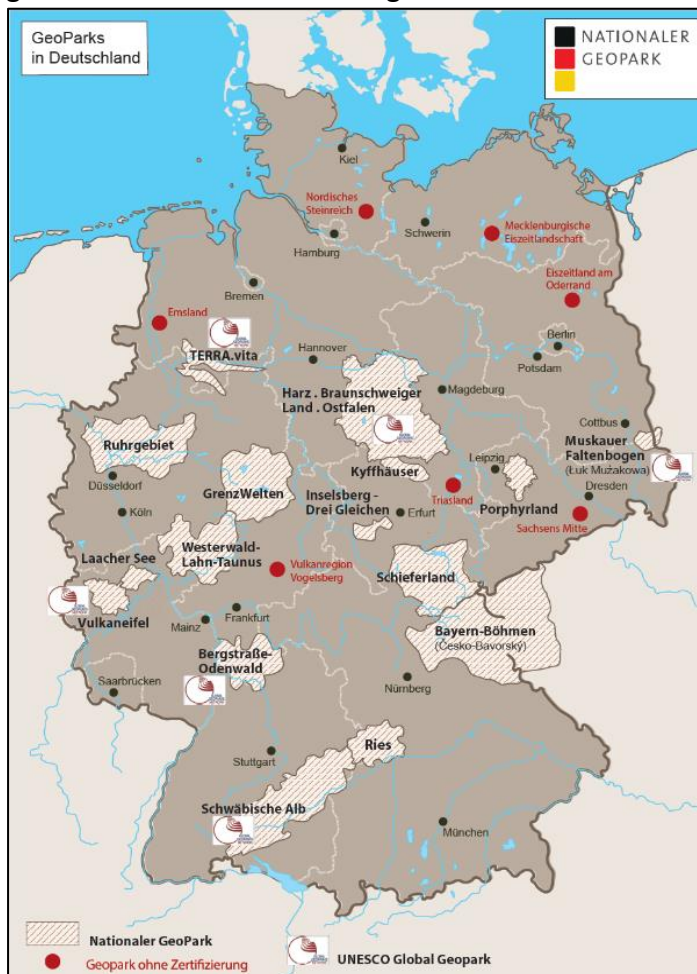 GeoParks
in Deutschland
NATIONALER
GEOPARK
Kiel
Nordisches
Steinreich
Schwerin
Mecklenburgische
Eiszeitlandschaft
Hamburg
Eiszeitland am
Oderrand
Bremen
Emsland
TERRA.vita
Hannover
Berlin
Potsdam
Harz . Braunschweiger
Land . Ostfalen
Magdeburg
Cottbus
Ruhrgebiet
Muskauer
Faltenbogen
(Łuk Mużakowa)
Kyffhäuser
Leipzig
Düsseldorf
GrenzWelten
Inselsberg -
Drei Gleichen
Triasland
Porphyrland
Dresden
Köln
Erfurt
Sachsens Mitte
Laacher See
Westerwald-
Lahn-Taunus
Vulkanregion
Vogelsberg
Schieferland
Vulkaneifel
Mainz
Frankfurt
Bayern-Böhmen
(Česko-Bavorský)
Bergstraße-
Odenwald
Saarbrücken
Nürnberg
Ries
Stuttgart
Schwäbische Alb
München
Nationaler GeoPark
Geopark ohne Zertifizierung
UNESCO Global Geopark